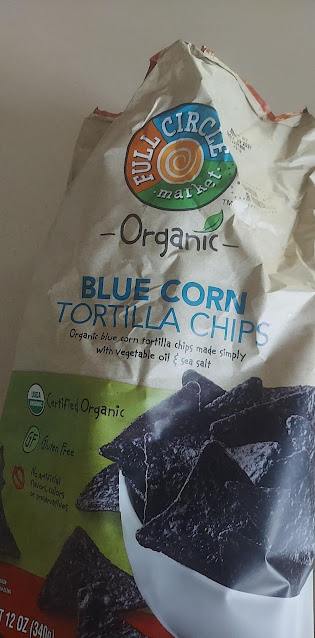 FULL CIRCLE
market
TM
Organic
BLUE CORN
TORTILLA CHIPS
Organic blue corn tortilla chips made simply
with vegetable oil & sea salt
USDA
ORGANIC
Certified Organic
GF
Gluten Free
No artificial
flavors, colors
or preservatives
12 OZ (340g)